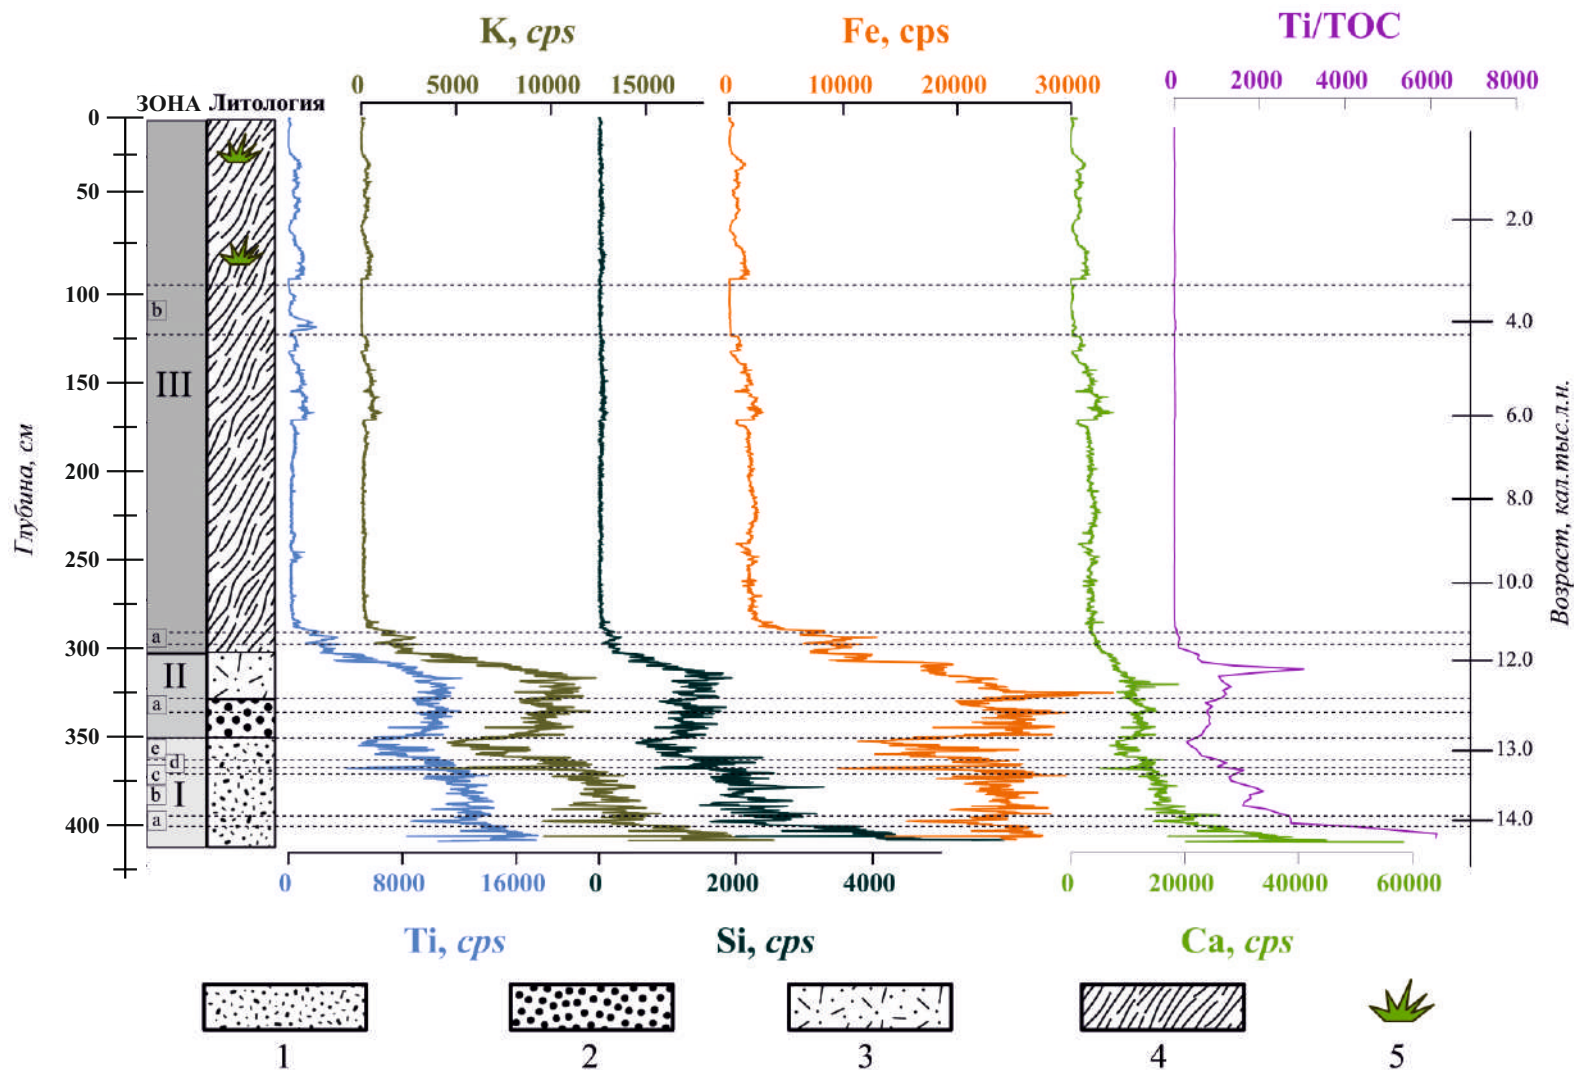 K, cps Fe, cps Ti/TOC
0 5000 10000 15000 0 10000 20000 30000 0 2000 4000 6000 8000
ЗОНА Литология
0
50
100
150
200
250
300
350
400
Глубина, см
b
III
a
II
a
e
d
c
I
b
a
2.0
4.0
6.0
8.0
10.0
12.0
13.0
14.0
Возраст, кал.тыс.л.н.
0 8000 16000 0 2000 4000 0 20000 40000 60000
Ti, cps Si, cps Ca, cps
1 2 3 4 5